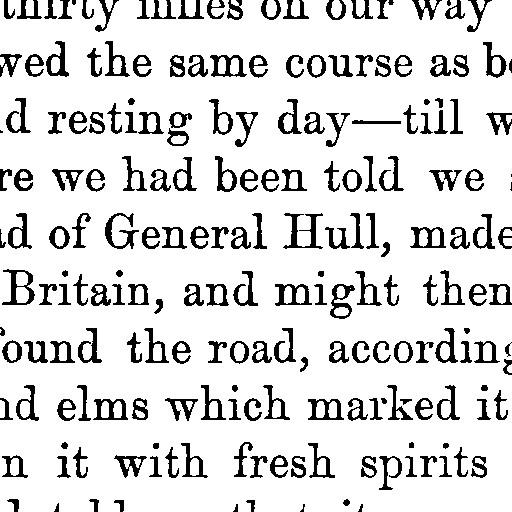 thirty miles on our way
wed the same course as be
d resting by day—till w
re we had been told we
d of General Hull, made
Britain, and might then
found the road, according
nd elms which marked it
n it with fresh spirits